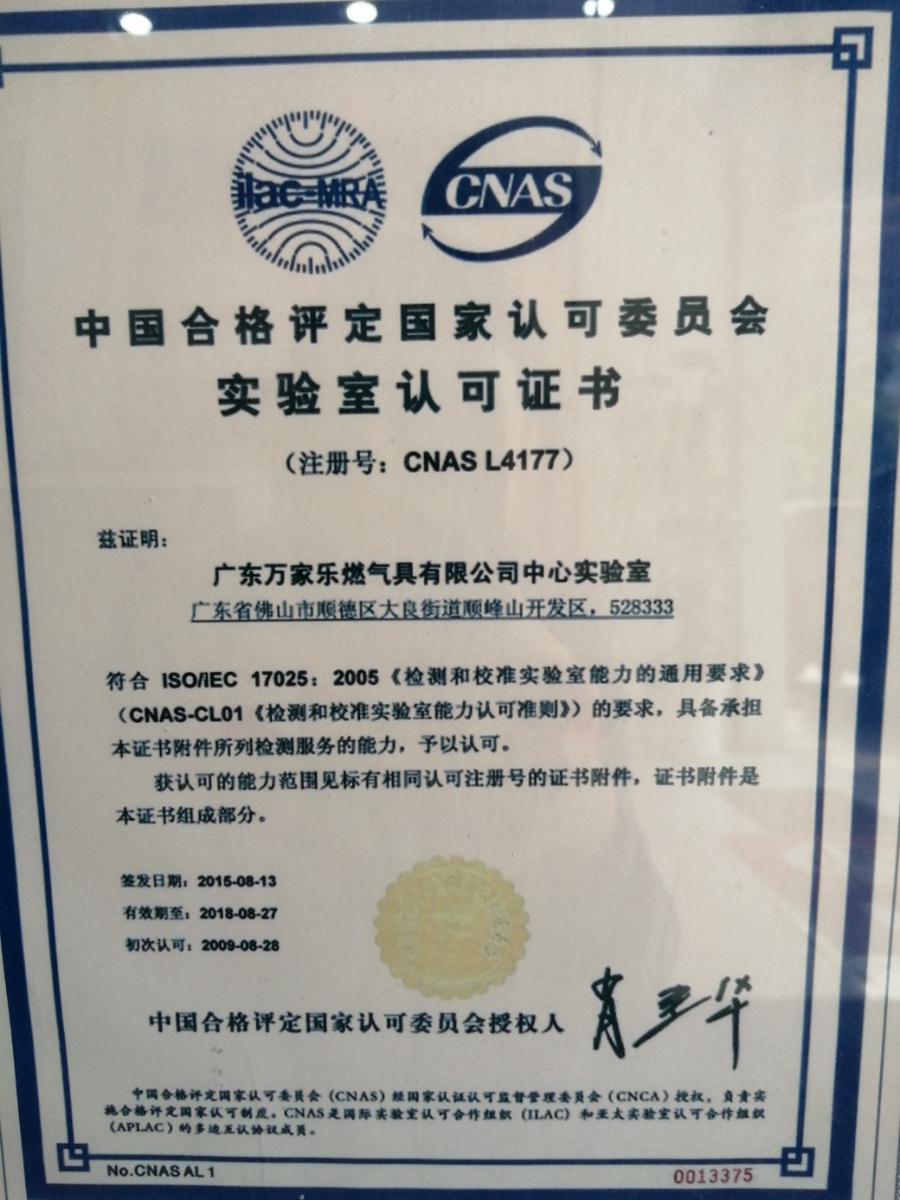 ilac-MRA
CNAS
中国合格评定国家认可委员会
实验室认可证书
（注册号：CNAS L4177）
兹证明：
广东万家乐燃气具有限公司中心实验室
广东省佛山市顺德区大良街道顺峰山开发区，528333
符合 ISO/IEC 17025：2005《检测和校准实验室能力的通用要求》
（CNAS-CL01《检测和校准实验室能力认可准则》）的要求，具备承担
本证书附件所列检测服务的能力，予以认可。
获认可的能力范围见标有相同认可注册号的证书附件，证书附件是
本证书组成部分。
签发日期：2015-08-13
有效期至：2018-08-27
初次认可：2009-08-28
中国合格评定国家认可委员会授权人
中国合格评定国家认可委员会（CNAS）经国家认证认可监督管理委员会（CNCA）授权，负责实
施合格评定国家认可制度。CNAS是国际实验室认可合作组织（ILAC）和亚太实验室认可合作组织
（APLAC）的多边互认协议成员。
No.CNAS AL 1
0013375